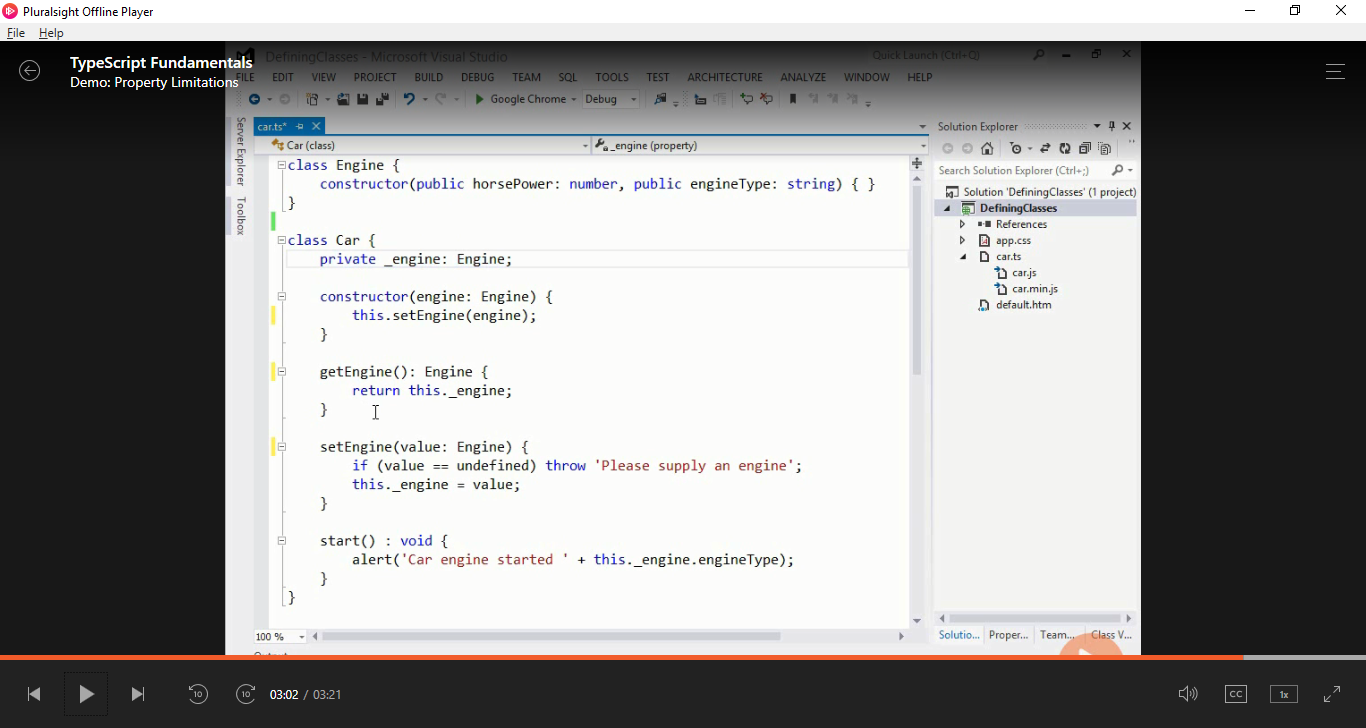 Pluralsight Offline Player
File Help
TypeScript Fundamentals
Demo: Property Limitations
DefiningClasses - Microsoft Visual Studio
Quick Launch (Ctrl+Q)
FILE EDIT VIEW PROJECT BUILD DEBUG TEAM SQL TOOLS TEST ARCHITECTURE ANALYZE WINDOW HELP
Google Chrome Debug
Server Explorer
Toolbox
car.ts*
Car (class)
_engine (property)
class Engine {
constructor(public horsePower: number, public engineType: string) { }
}
class Car {
private _engine: Engine;
constructor(engine: Engine) {
this.setEngine(engine);
}
getEngine(): Engine {
return this._engine;
}
setEngine(value: Engine) {
if (value == undefined) throw 'Please supply an engine';
this._engine = value;
}
start() : void {
alert('Car engine started ' + this._engine.engineType);
}
}
100 %
Solution Explorer
Search Solution Explorer (Ctrl+;)
Solution 'DefiningClasses' (1 project)
DefiningClasses
References
app.css
car.ts
car.js
car.min.js
default.htm
Solutio... Proper... Team... Class V...
10 10 03:02 / 03:21
CC 1x